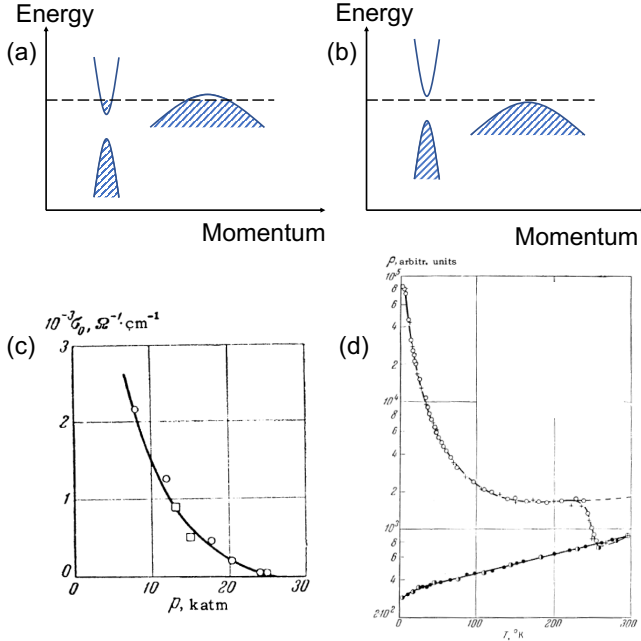 Energy
(a)
Momentum
Energy
(b)
Momentum
(c)
10⁻³σ₀, Ω⁻¹·cm⁻¹
3
2
1
0
0
10
20
30
p, katm
(d)
ρ, arbitr. units
10⁵
8
6
4
2
10⁴
8
6
4
2
10³
8
6
4
2·10²
0
100
200
300
T, °K